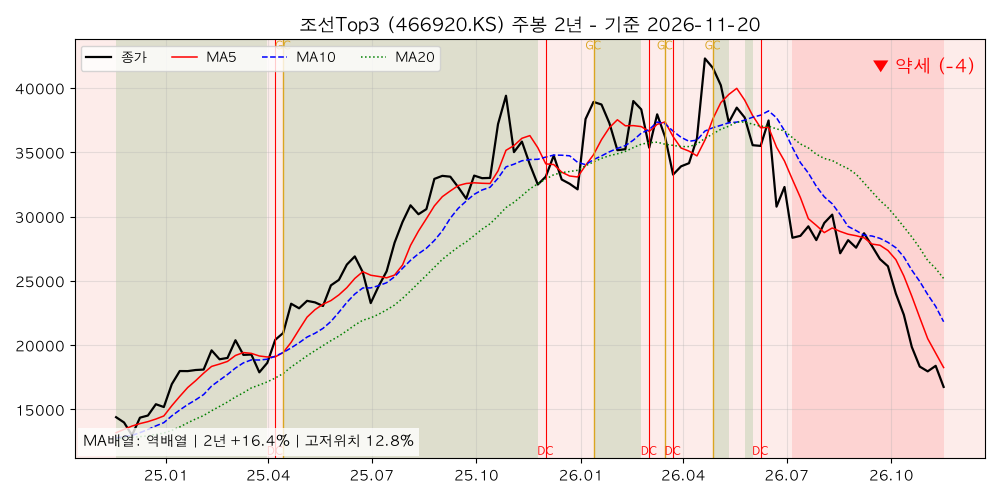 조선Top3 (466920.KS) 주봉 2년 - 기준 2026-11-20
GC GC GC GC
종가 MA5 MA10 MA20
▼ 약세 (-4)
40000
35000
30000
25000
20000
15000
MA배열: 역배열 | 2년 +16.4% | 고저위치 12.8%
DC DC DC DC DC
25.01 25.04 25.07 25.10 26.01 26.04 26.07 26.10